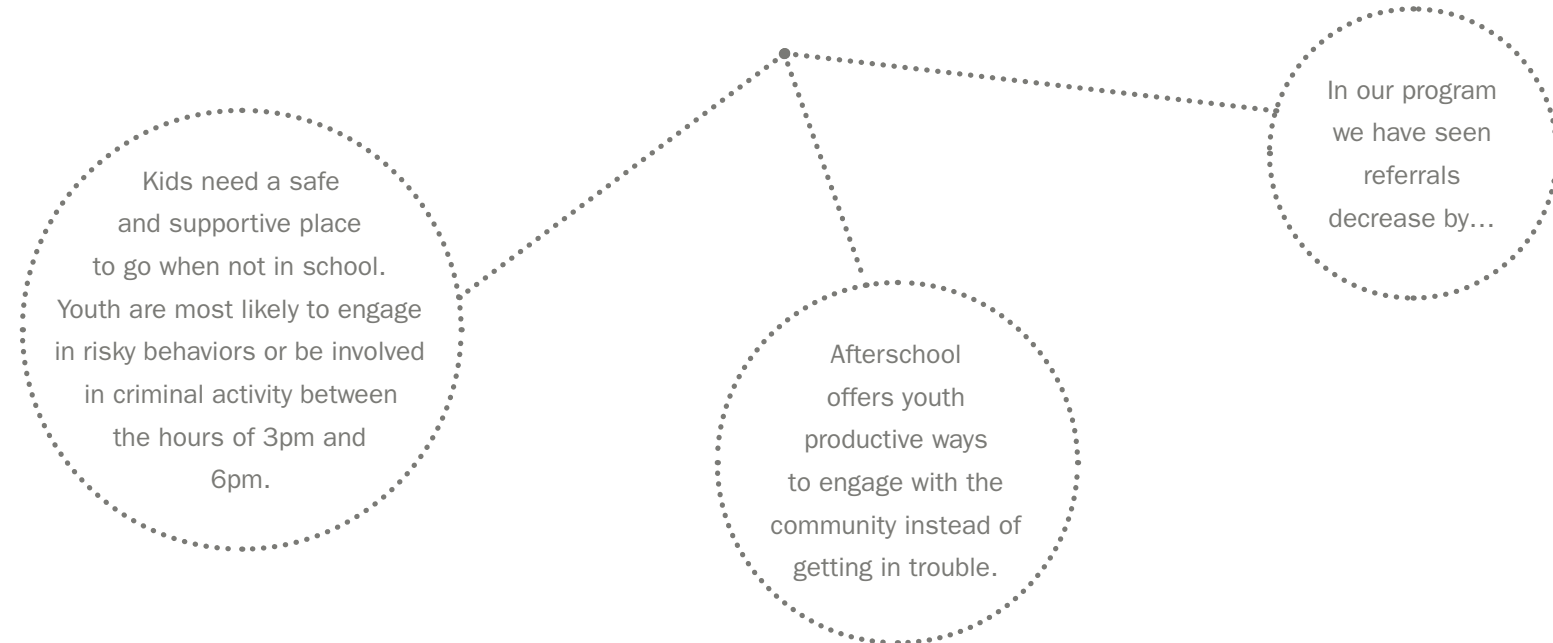 Kids need a safe
and supportive place
to go when not in school.
Youth are most likely to engage
in risky behaviors or be involved
in criminal activity between
the hours of 3pm and
6pm.
Afterschool
offers youth
productive ways
to engage with the
community instead of
getting in trouble.
In our program
we have seen
referrals
decrease by...